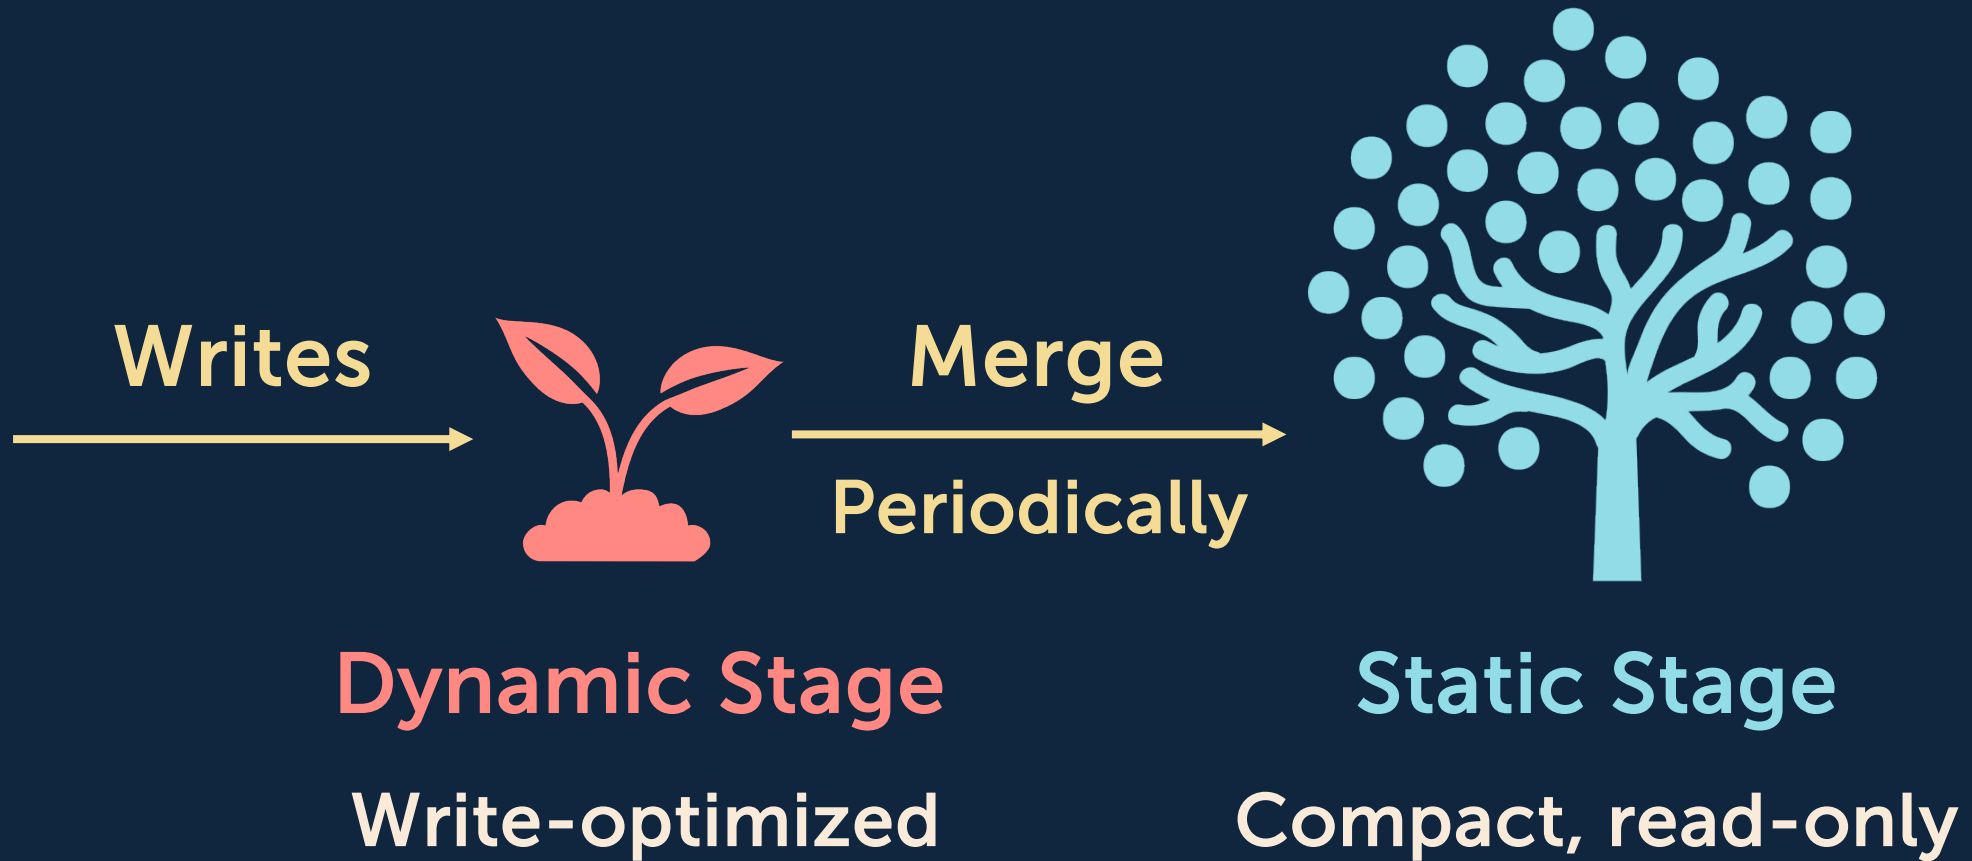 Writes
Merge
Periodically
Dynamic Stage
Static Stage
Write-optimized
Compact, read-only